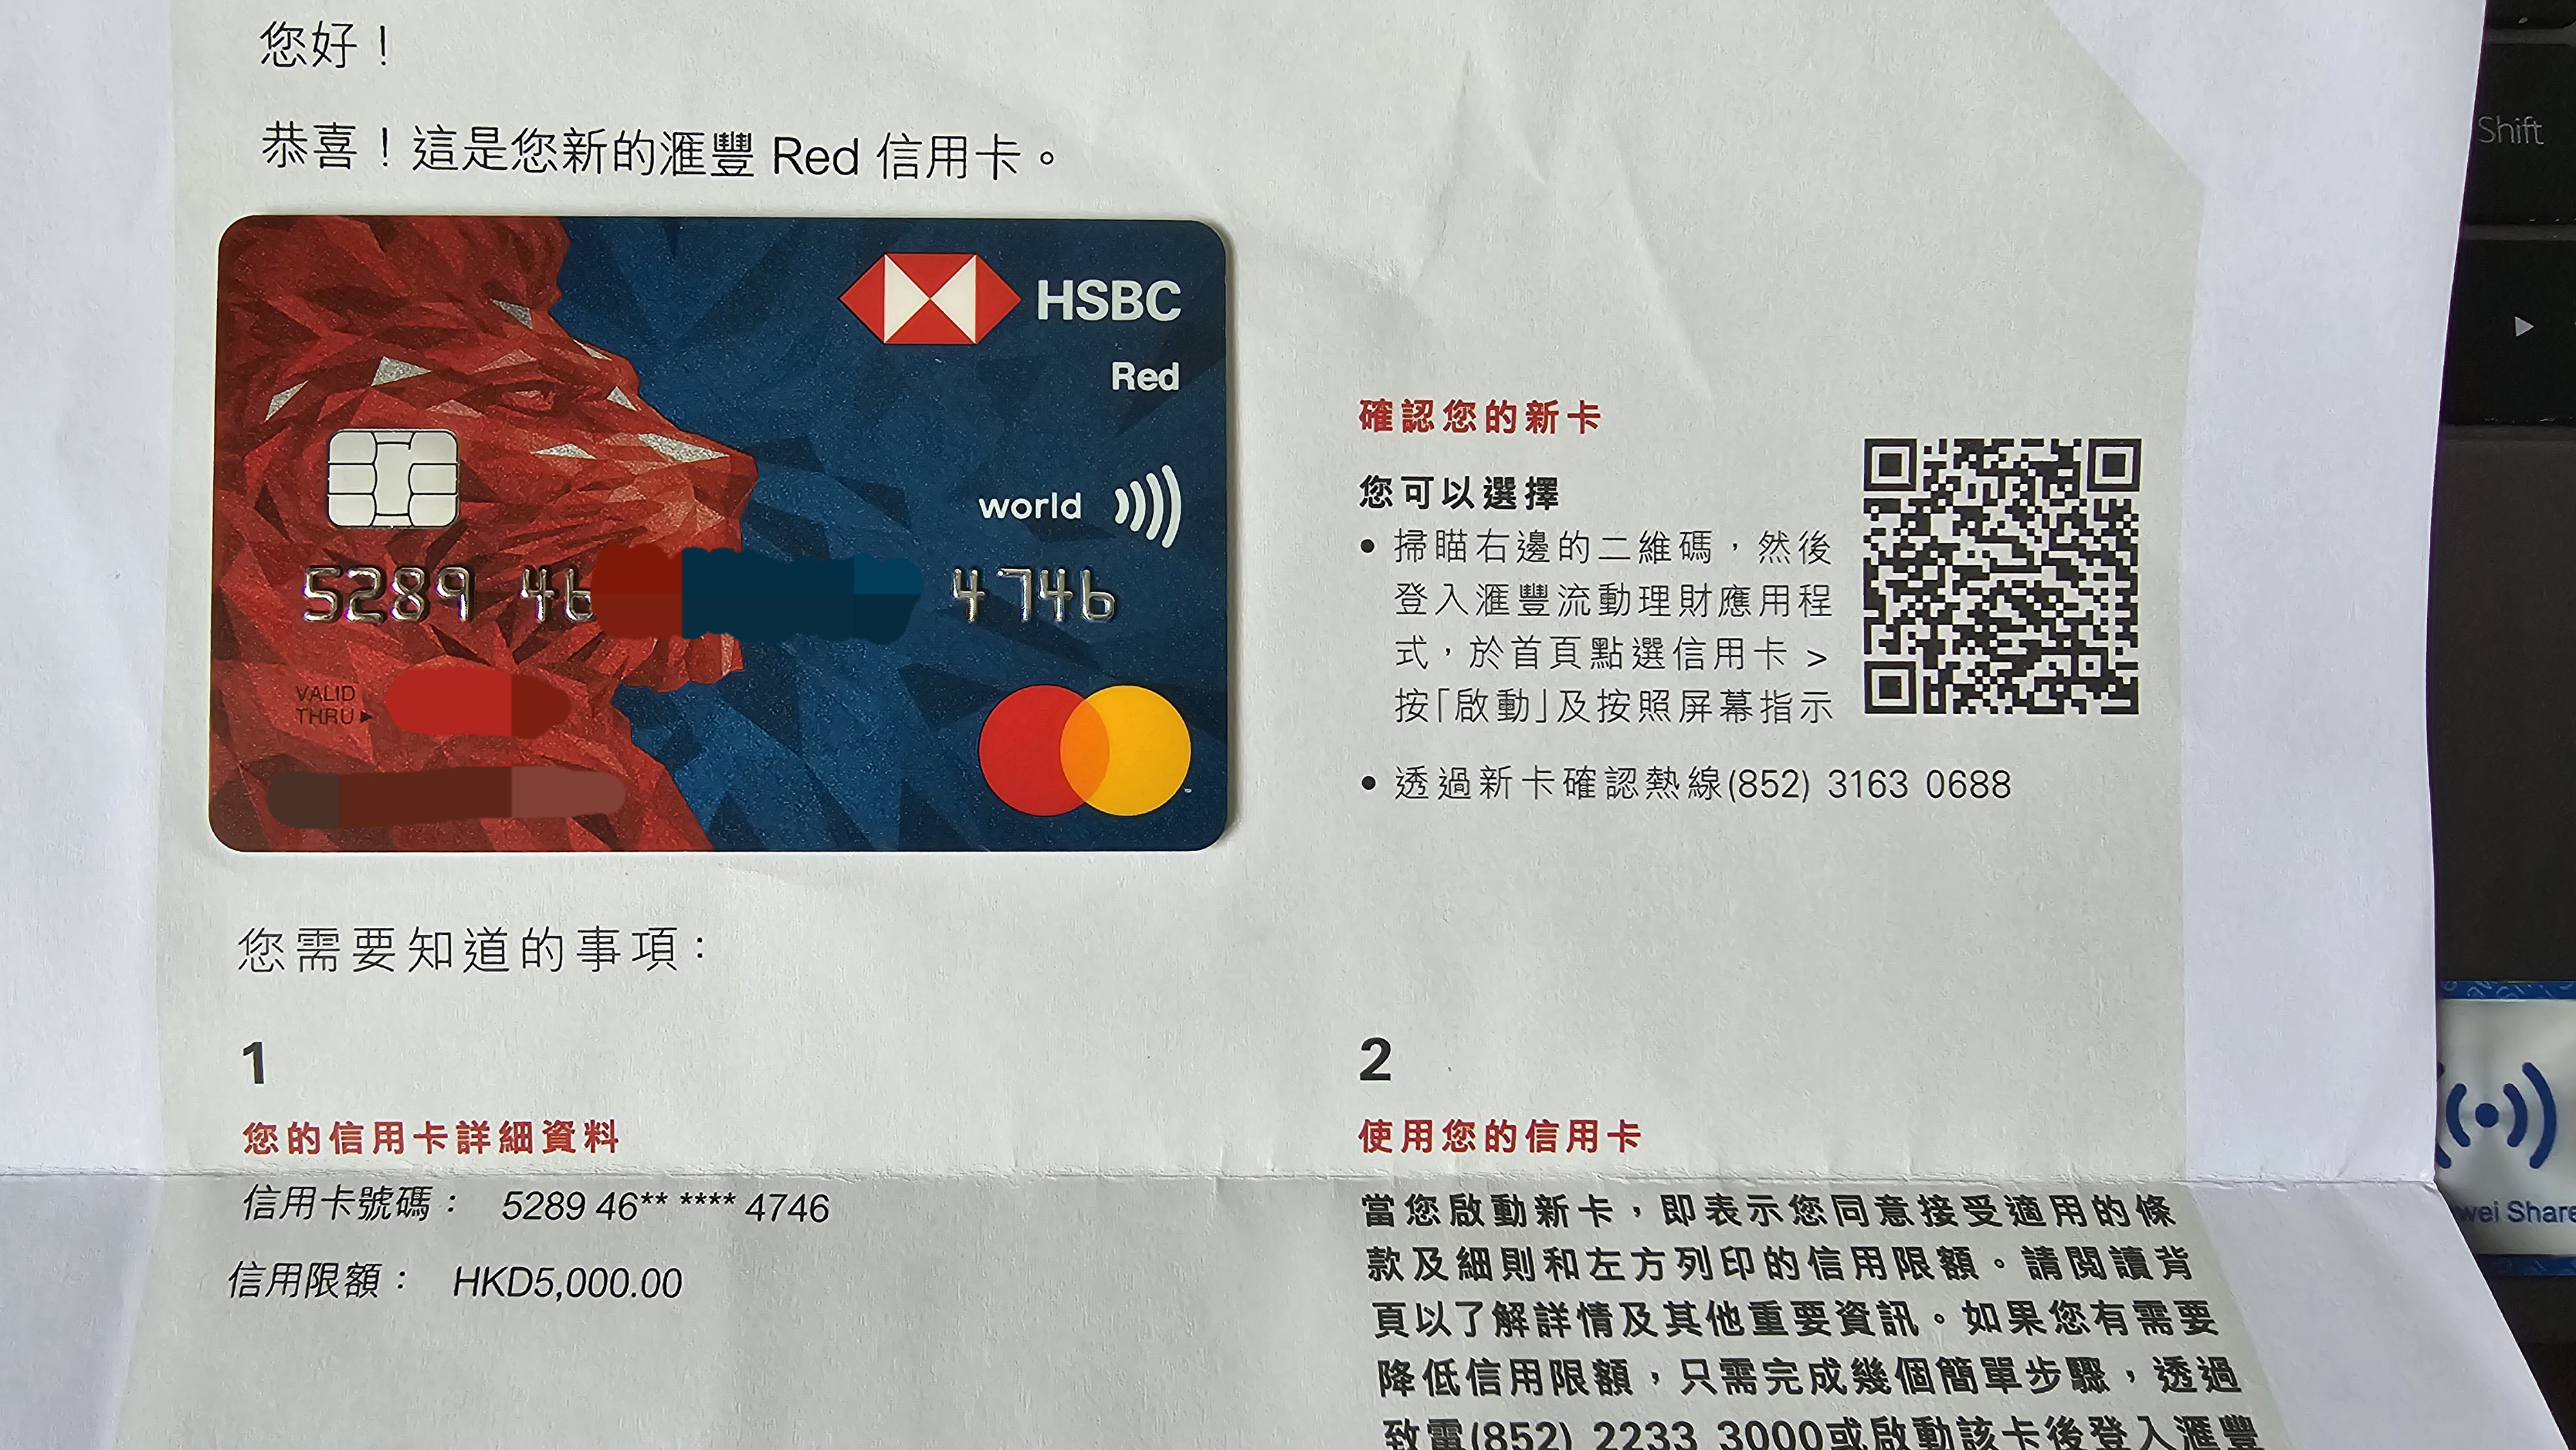 您好！
恭喜！這是您新的滙豐 Red 信用卡。
HSBC
Red
world
5289 46 4746
VALID
THRU
確認您的新卡
您可以選擇
• 掃瞄右邊的二維碼，然後
登入滙豐流動理財應用程
式，於首頁點選信用卡 >
按「啟動」及按照屏幕指示
• 透過新卡確認熱線(852) 3163 0688
您需要知道的事項：
1
您的信用卡詳細資料
信用卡號碼： 5289 46** **** 4746
信用限額： HKD5,000.00
2
使用您的信用卡
當您啟動新卡，即表示您同意接受適用的條
款及細則和左方列印的信用限額。請閱讀背
頁以了解詳情及其他重要資訊。如果您有需要
降低信用限額，只需完成幾個簡單步驟，透過
致電(852) 2233 3000或啟動該卡後登入滙豐
Shift
wei Share